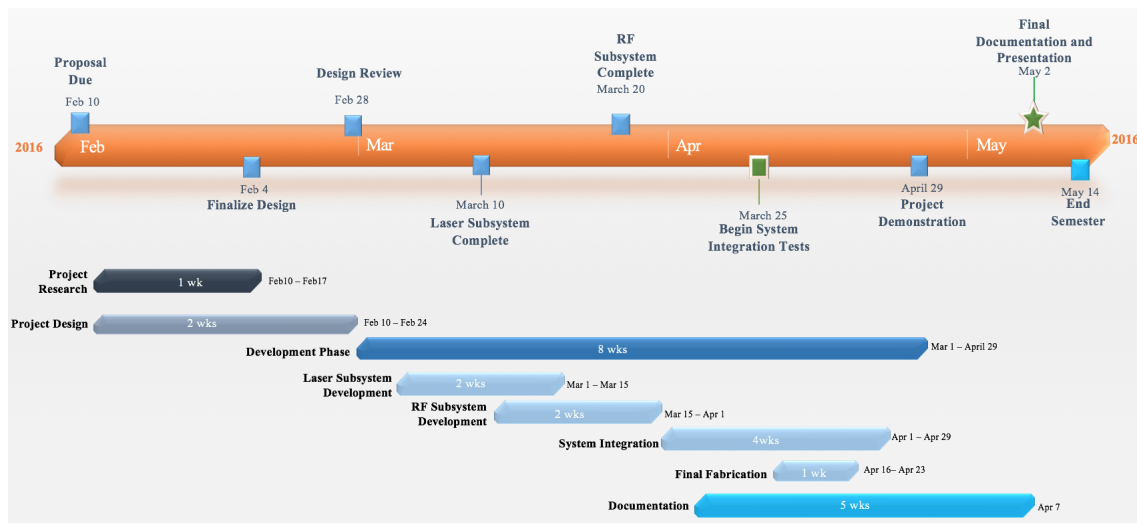 Proposal
Due
Feb 10
Design Review
Feb 28
RF
Subsystem
Complete
March 20
Final
Documentation and
Presentation
May 2
2016
Feb
Mar
Apr
May
2016
Feb 4
Finalize Design
March 10
Laser Subsystem
Complete
March 25
Begin System
Integration Tests
April 29
Project
Demonstration
May 14
End
Semester
Project
Research
1 wk
Feb10 – Feb17
Project Design
2 wks
Feb 10 – Feb 24
Development Phase
8 wks
Mar 1 – April 29
Laser Subsystem
Development
2 wks
Mar 1 – Mar 15
RF Subsystem
Development
2 wks
Mar 15 – Apr 1
System Integration
4wks
Apr 1 – Apr 29
Final Fabrication
1 wk
Apr 16– Apr 23
Documentation
5 wks
Apr 7